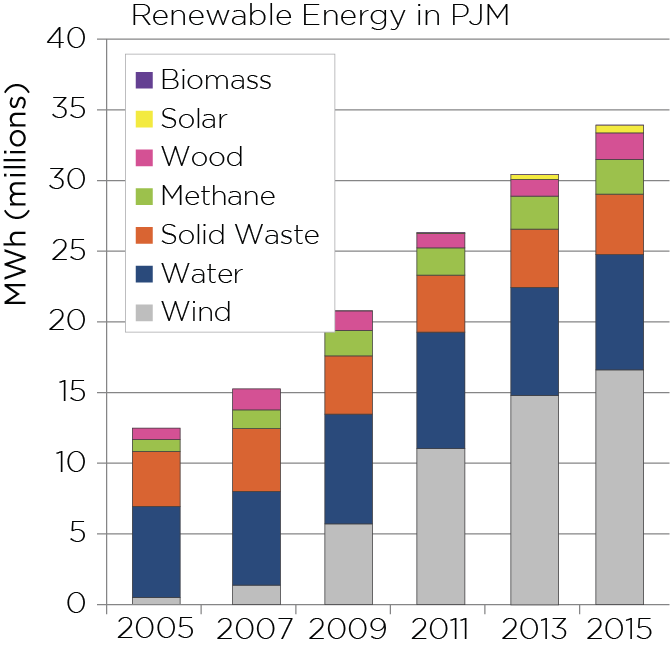 Renewable Energy in PJM
MWh (millions)
40
35
30
25
20
15
10
5
0
Biomass
Solar
Wood
Methane
Solid Waste
Water
Wind
2005 2007 2009 2011 2013 2015